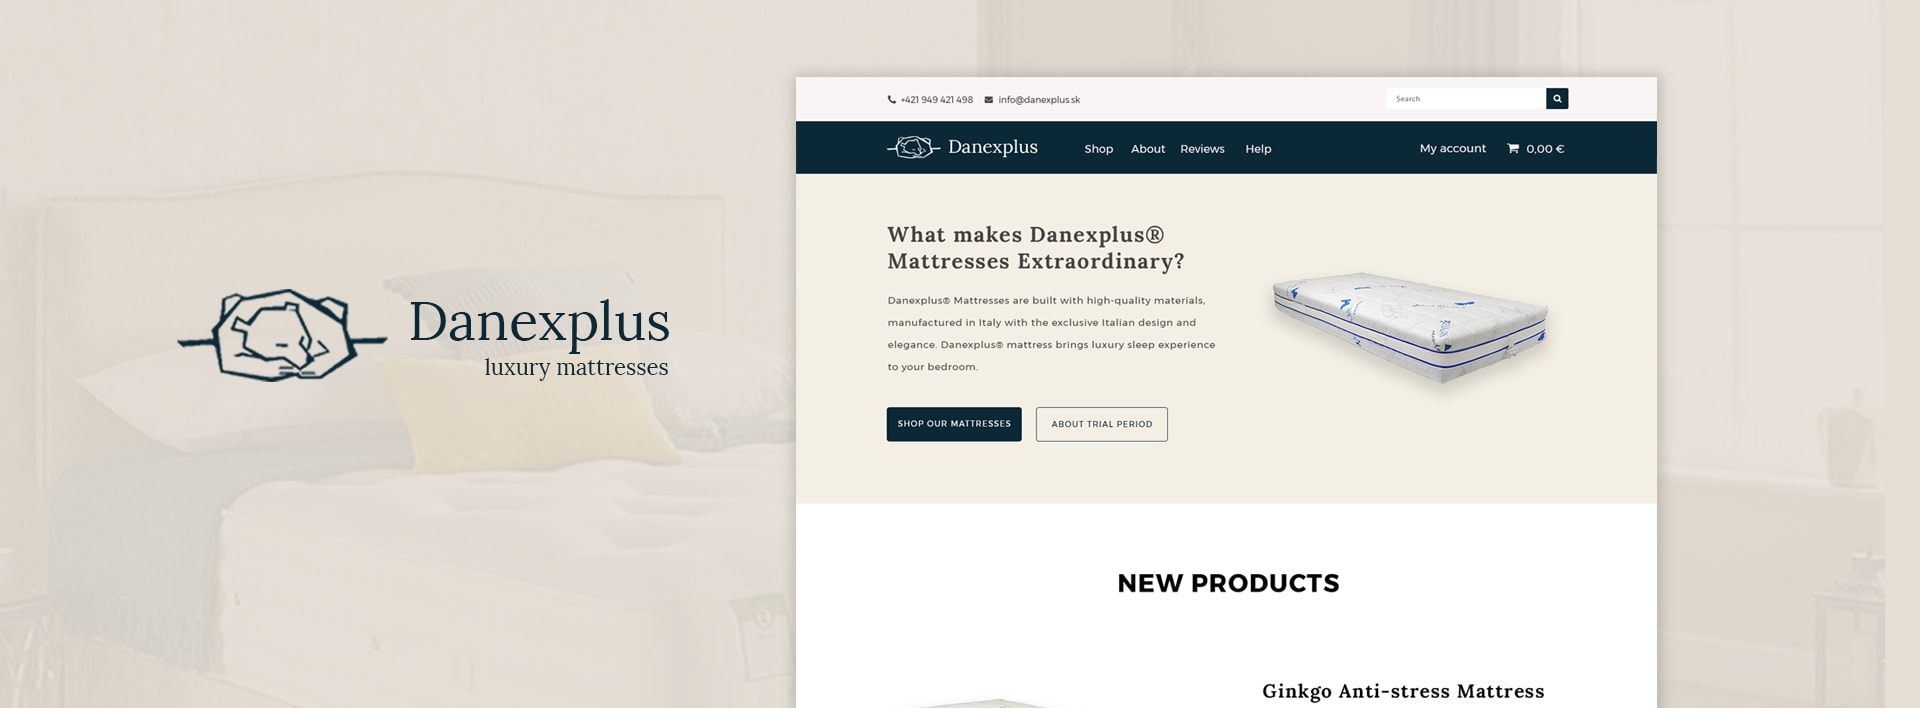 Danexplus
luxury mattresses
+421 949 421 498 info@danexplus.sk
Search
Danexplus Shop About Reviews Help My account 0,00 €
What makes Danexplus®
Mattresses Extraordinary?
Danexplus® Mattresses are built with high-quality materials,
manufactured in Italy with the exclusive Italian design and
elegance. Danexplus® mattress brings luxury sleep experience
to your bedroom.
SHOP OUR MATTRESSES ABOUT TRIAL PERIOD
NEW PRODUCTS
Ginkgo Anti-stress Mattress